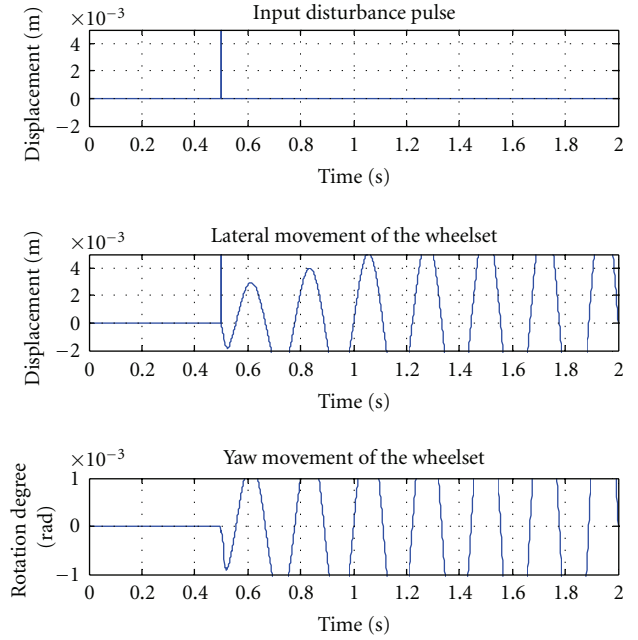 Input disturbance pulse
×10⁻³
Displacement (m)
4
2
0
−2
0 0.2 0.4 0.6 0.8 1 1.2 1.4 1.6 1.8 2
Time (s)
Lateral movement of the wheelset
×10⁻³
Displacement (m)
4
2
0
−2
0 0.2 0.4 0.6 0.8 1 1.2 1.4 1.6 1.8 2
Time (s)
Yaw movement of the wheelset
×10⁻³
Rotation degree
(rad)
1
0
−1
0 0.2 0.4 0.6 0.8 1 1.2 1.4 1.6 1.8 2
Time (s)